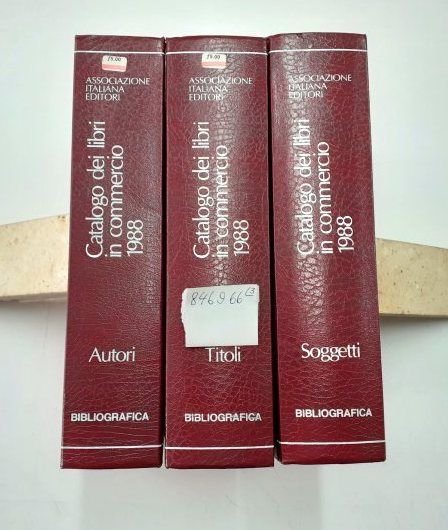 ASSOCIAZIONE
ITALIANA
EDITORI
Catalogo dei libri
in commercio
1988
Autori
BIBLIOGRAFICA
ASSOCIAZIONE
ITALIANA
EDITORI
Catalogo dei libri
in commercio
1988
Titoli
BIBLIOGRAFICA
ASSOCIAZIONE
ITALIANA
EDITORI
Catalogo dei libri
in commercio
1988
Soggetti
BIBLIOGRAFICA